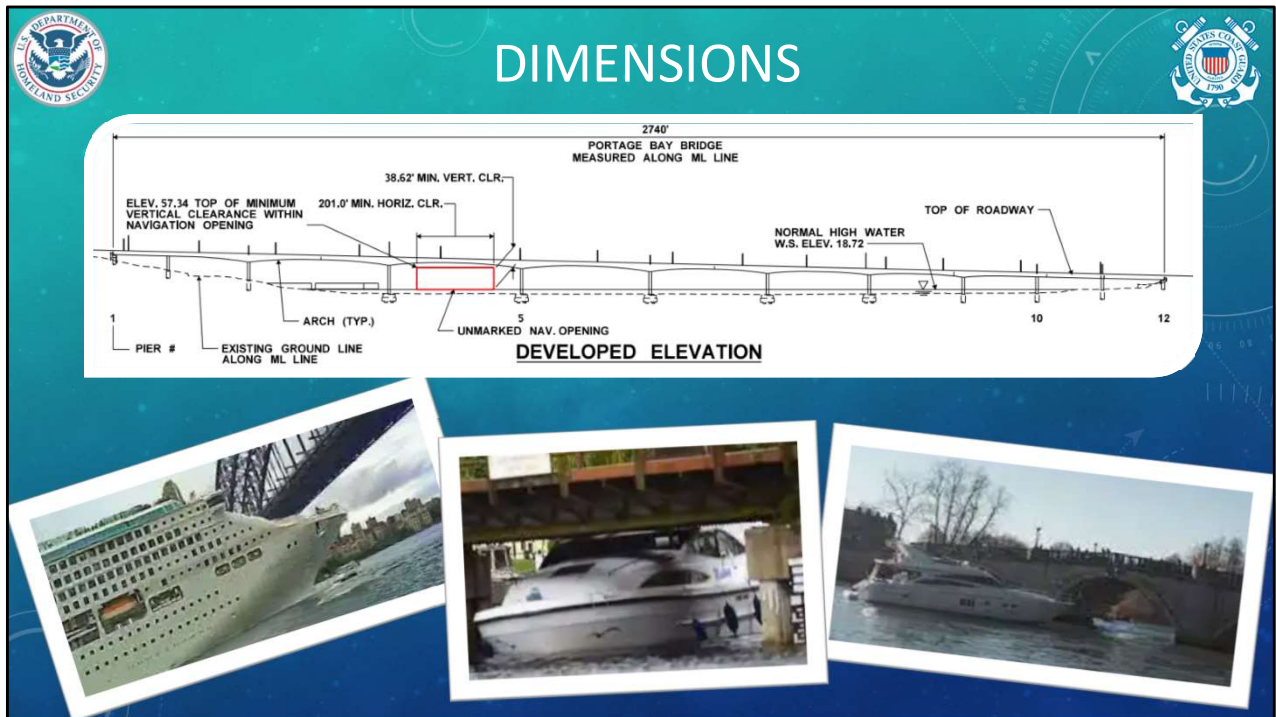 U.S. DEPARTMENT OF HOMELAND SECURITY
UNITED STATES COAST GUARD
1790
DIMENSIONS
2740'
PORTAGE BAY BRIDGE
MEASURED ALONG ML LINE
38.62' MIN. VERT. CLR.
ELEV. 57.34 TOP OF MINIMUM
VERTICAL CLEARANCE WITHIN
NAVIGATION OPENING
201.0' MIN. HORIZ. CLR.
TOP OF ROADWAY
NORMAL HIGH WATER
W.S. ELEV. 18.72
1
5
10
12
ARCH (TYP.)
UNMARKED NAV. OPENING
PIER #
EXISTING GROUND LINE
ALONG ML LINE
DEVELOPED ELEVATION